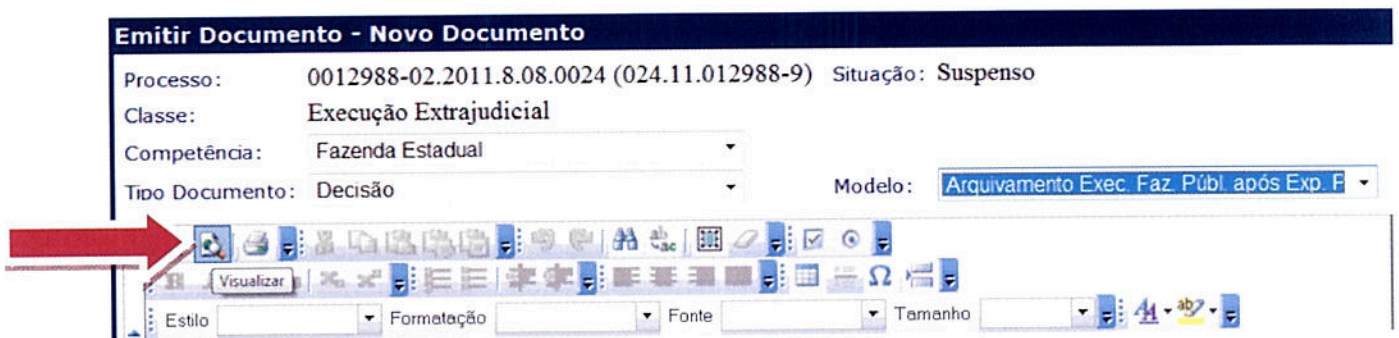 Emitir Documento - Novo Documento
Processo: 0012988-02.2011.8.08.0024 (024.11.012988-9) Situação: Suspenso
Classe: Execução Extrajudicial
Competência: Fazenda Estadual
Tipo Documento: Decisão Modelo: Arquivamento Exec. Faz. Públ. após Exp. P
Visualizar
Estilo Formatação Fonte Tamanho